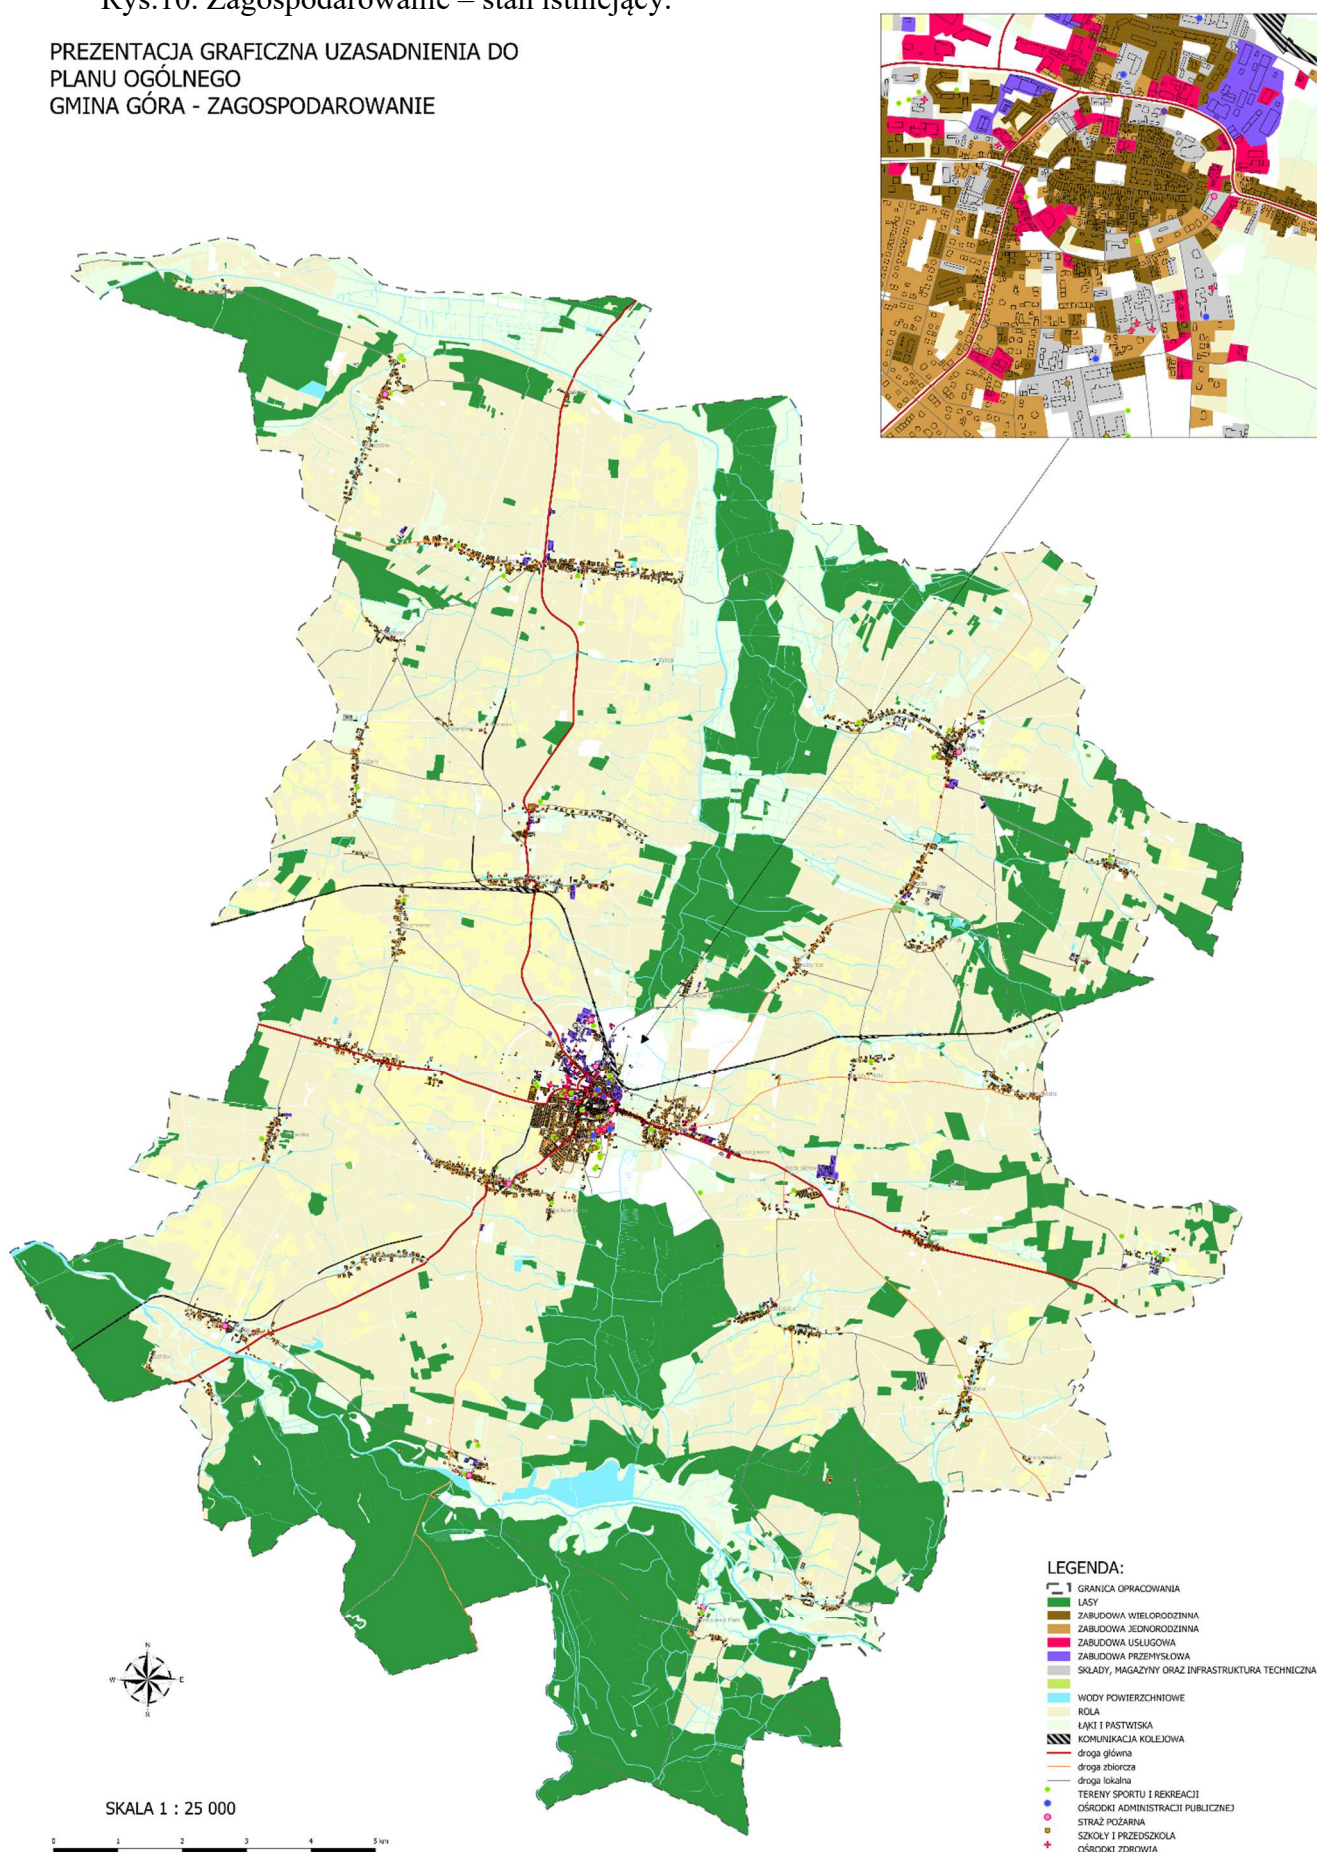 Rys.10. Zagospodarowanie – stan istniejący.
PREZENTACJA GRAFICZNA UZASADNIENIA DO
PLANU OGÓLNEGO
GMINA GÓRA - ZAGOSPODAROWANIE
LEGENDA:
GRANICA OPRACOWANIA
LASY
ZABUDOWA WIELORODZINNA
ZABUDOWA JEDNORODZINNA
ZABUDOWA USŁUGOWA
ZABUDOWA PRZEMYSŁOWA
SKŁADY, MAGAZYNY ORAZ INFRASTRUKTURA TECHNICZNA
WODY POWIERZCHNIOWE
ROLA
ŁĄKI I PASTWISKA
KOMUNIKACJA KOLEJOWA
droga główna
droga zbiorcza
droga lokalna
TERENY SPORTU I REKREACJI
OŚRODKI ADMINISTRACJI PUBLICZNEJ
STRAŻ POŻARNA
SZKOŁY I PRZEDSZKOLA
OŚRODKI ZDROWIA
N
W E
S
SKALA 1 : 25 000
0 1 2 3 4 5 km